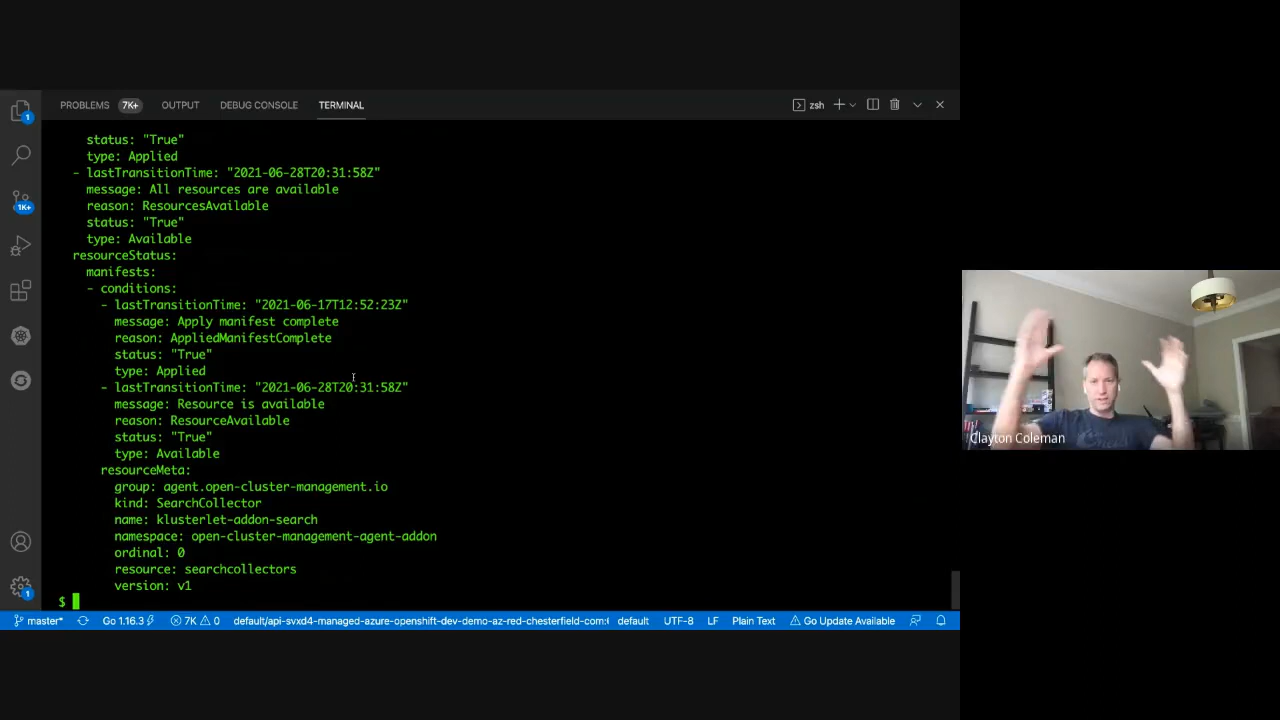 PROBLEMS 7K+ OUTPUT DEBUG CONSOLE TERMINAL zsh
status: "True"
type: Applied
- lastTransitionTime: "2021-06-28T20:31:58Z"
message: All resources are available
reason: ResourcesAvailable
status: "True"
type: Available
resourceStatus:
manifests:
- conditions:
- lastTransitionTime: "2021-06-17T12:52:23Z"
message: Apply manifest complete
reason: AppliedManifestComplete
status: "True"
type: Applied
- lastTransitionTime: "2021-06-28T20:31:58Z"
message: Resource is available
reason: ResourceAvailable
status: "True"
type: Available
resourceMeta:
group: agent.open-cluster-management.io
kind: SearchCollector
name: klusterlet-addon-search
namespace: open-cluster-management-agent-addon
ordinal: 0
resource: searchcollectors
version: v1
$
1
1K+
1
master* Go 1.16.3 7K 0 default/api-svxd4-managed-azure-openshift-dev-demo-az-red-chesterfield-com:6 default UTF-8 LF Plain Text Go Update Available
Clayton Coleman